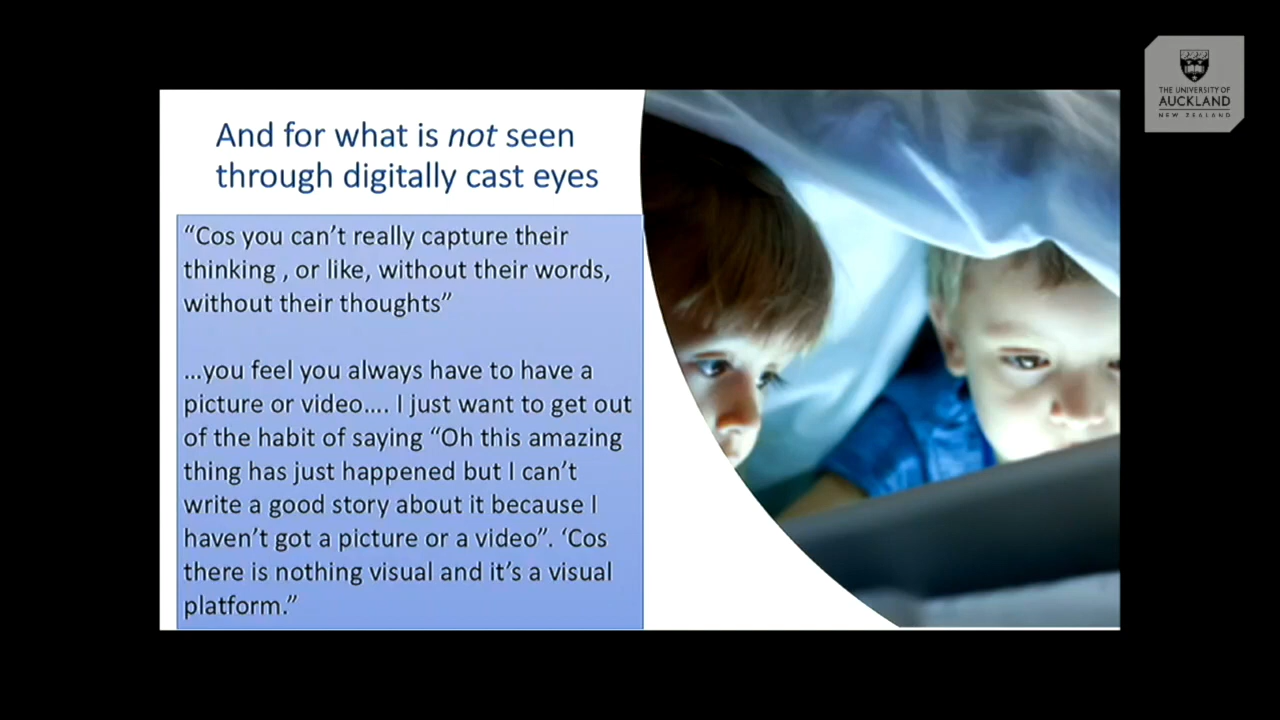 And for what is not seen
through digitally cast eyes
“Cos you can’t really capture their
thinking , or like, without their words,
without their thoughts”
...you feel you always have to have a
picture or video.... I just want to get out
of the habit of saying “Oh this amazing
thing has just happened but I can’t
write a good story about it because I
haven’t got a picture or a video”. ‘Cos
there is nothing visual and it’s a visual
platform.”
THE UNIVERSITY OF
AUCKLAND
NEW ZEALAND